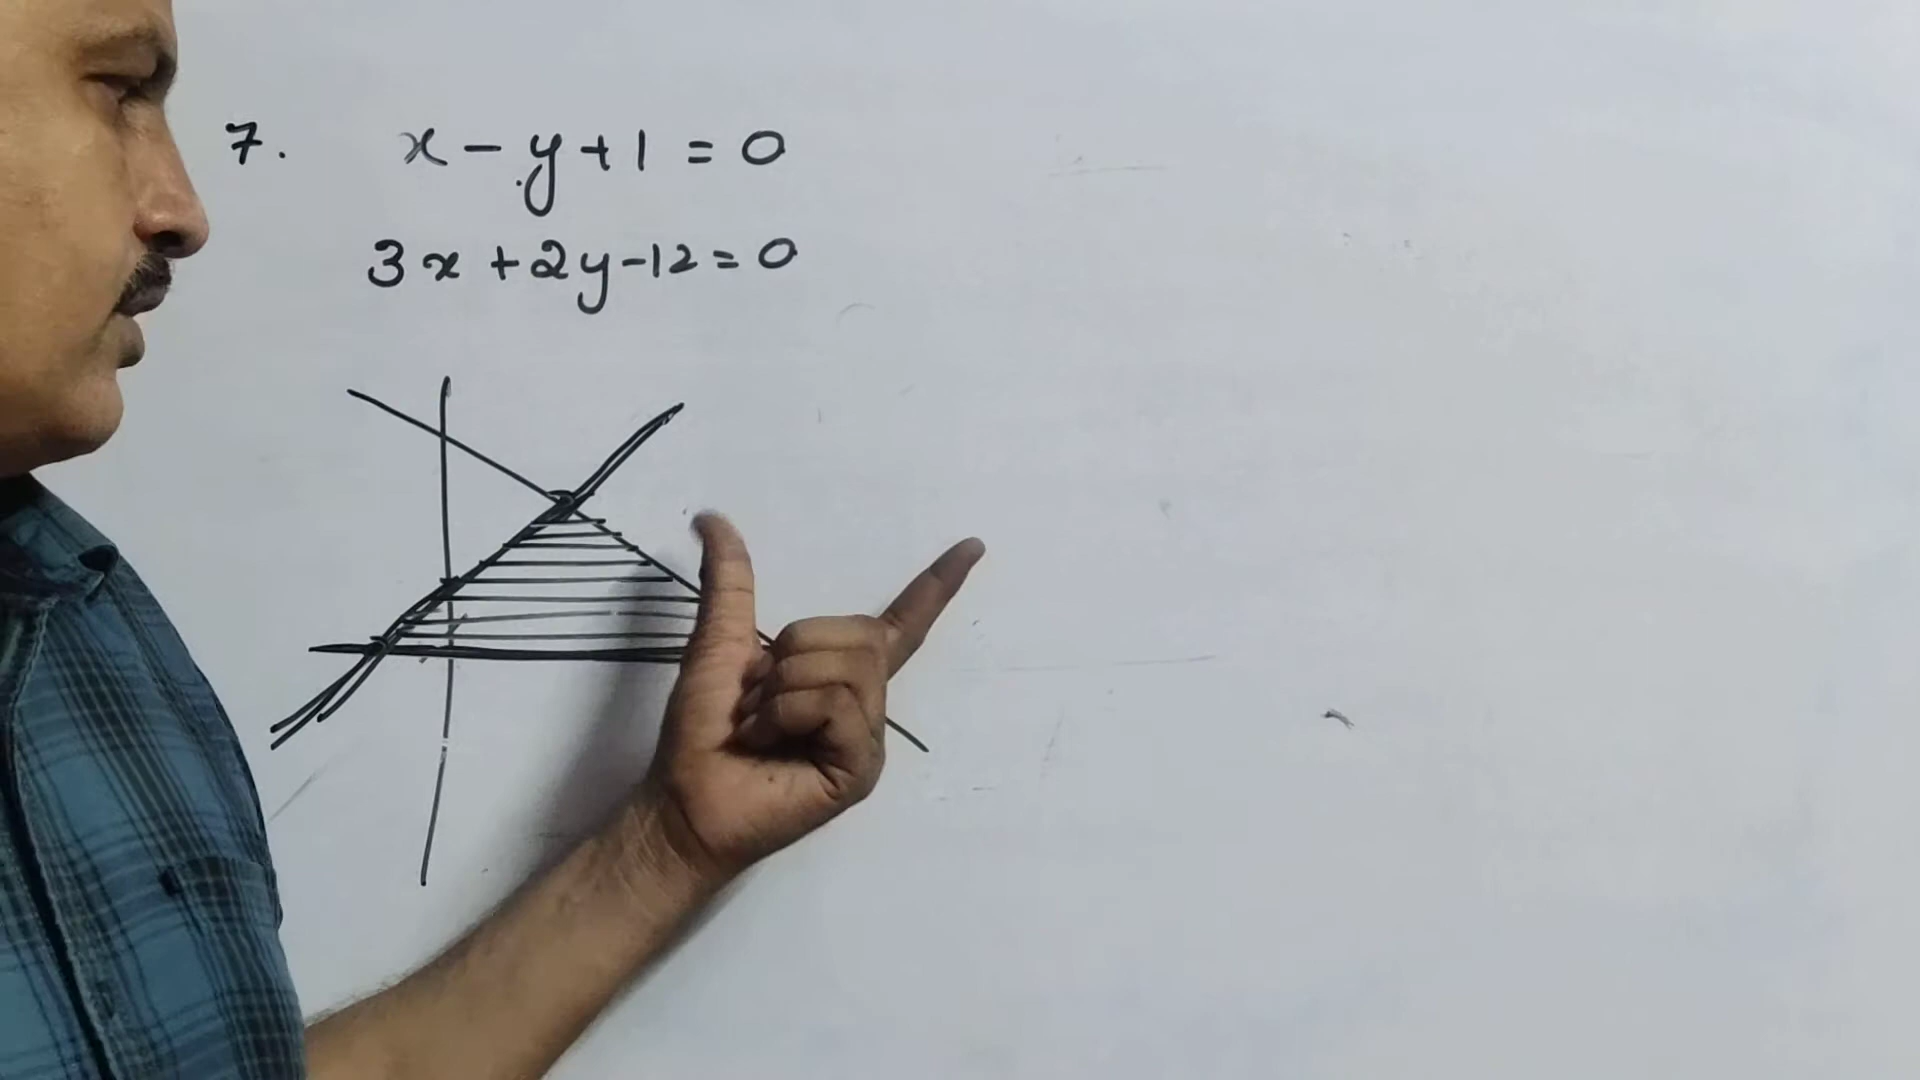 7. x - y + 1 = 0
3x + 2y - 12 = 0